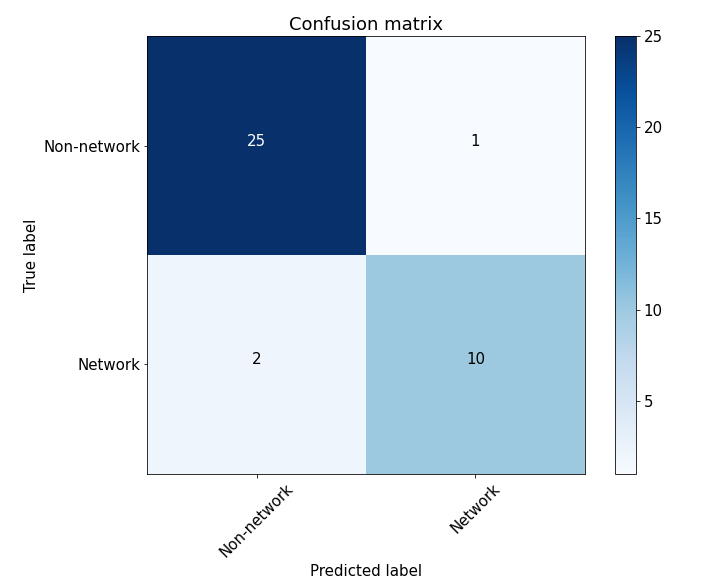 Confusion matrix
Non-network
25
1
Network
2
10
True label
Non-network
Network
Predicted label
25
20
15
10
5